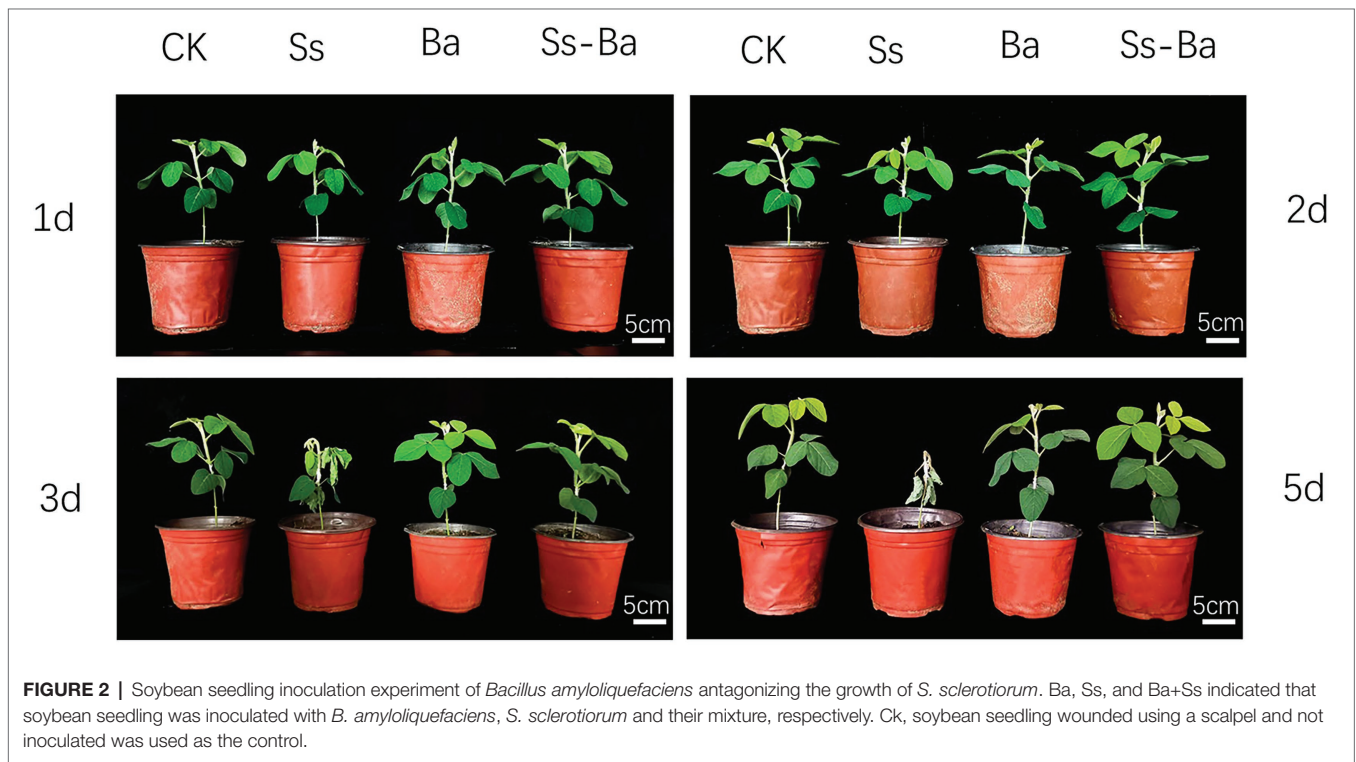 CK Ss Ba Ss-Ba CK Ss Ba Ss-Ba
1d 5cm 5cm 2d
3d 5cm 5cm 5d
FIGURE 2 | Soybean seedling inoculation experiment of Bacillus amyloliquefaciens antagonizing the growth of S. sclerotiorum. Ba, Ss, and Ba+Ss indicated that
soybean seedling was inoculated with B. amyloliquefaciens, S. sclerotiorum and their mixture, respectively. Ck, soybean seedling wounded using a scalpel and not
inoculated was used as the control.